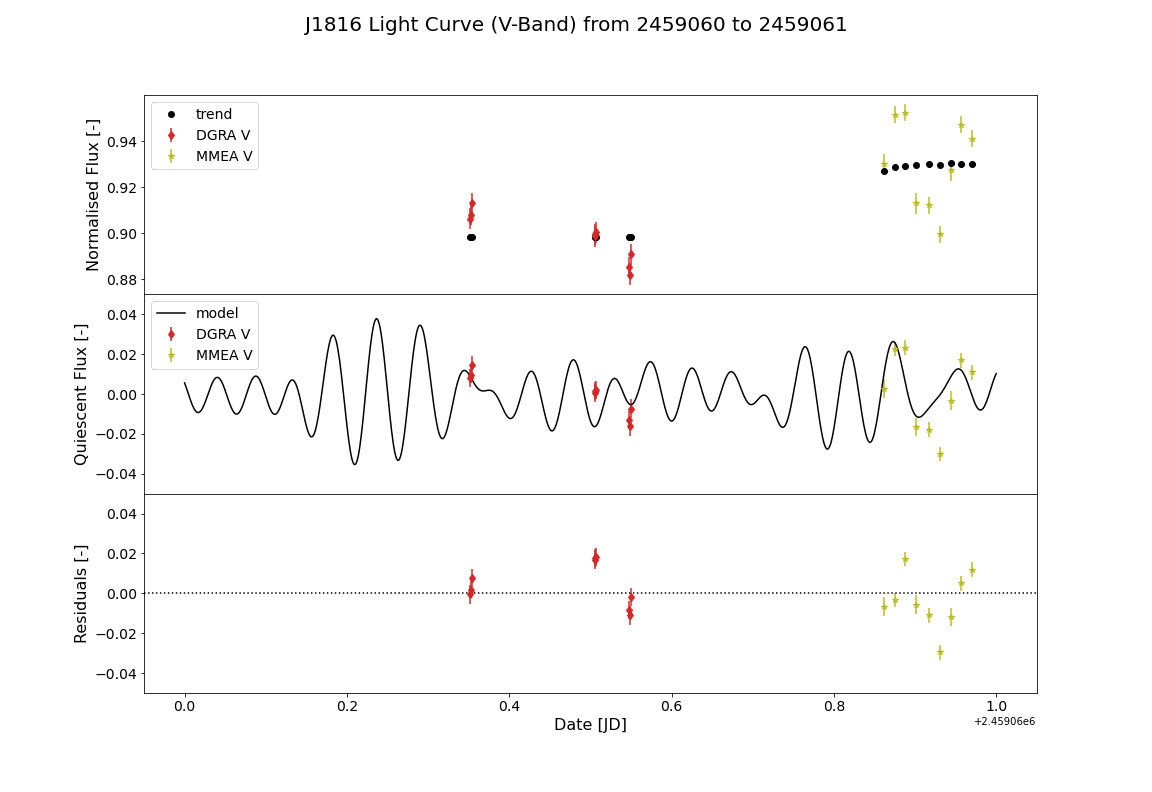 J1816 Light Curve (V-Band) from 2459060 to 2459061
Normalised Flux [-]
0.94
0.92
0.90
0.88
trend
DGRA V
MMEA V
Quiescent Flux [-]
0.04
0.02
0.00
−0.02
−0.04
model
DGRA V
MMEA V
Residuals [-]
0.04
0.02
0.00
−0.02
−0.04
0.0 0.2 0.4 0.6 0.8 1.0
Date [JD]
+2.45906e6